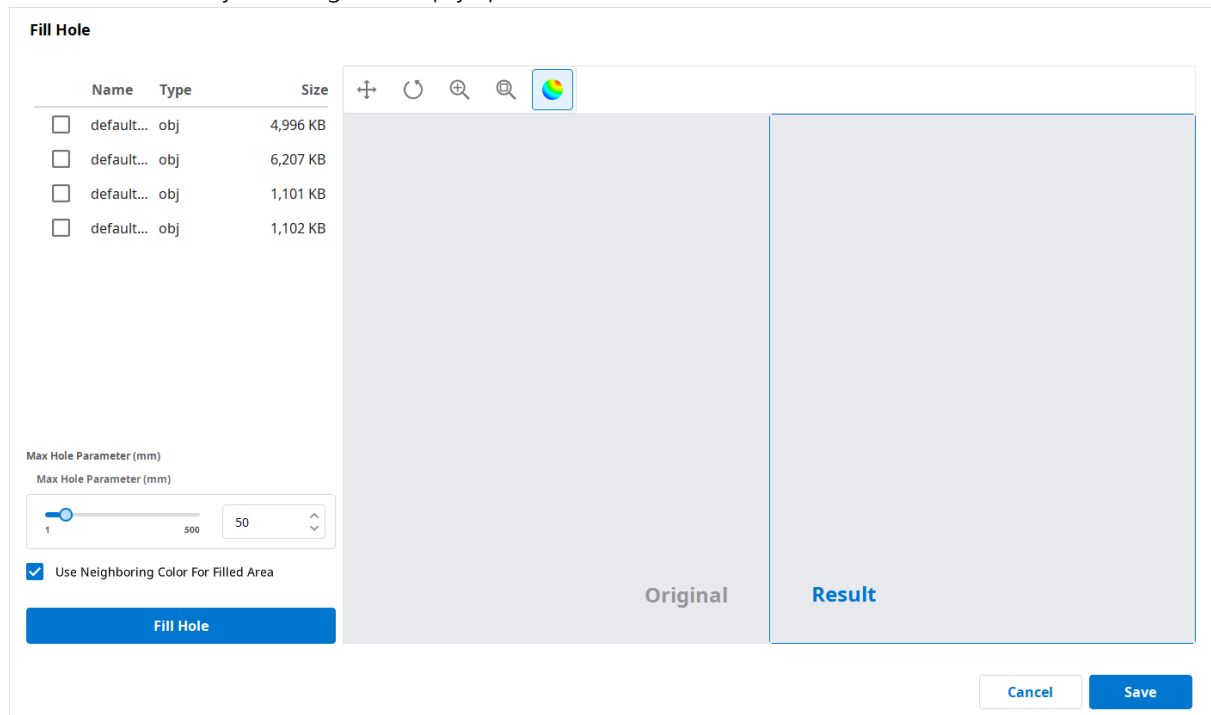 Fill Hole
Name Type Size
default... obj 4,996 KB
default... obj 6,207 KB
default... obj 1,101 KB
default... obj 1,102 KB
Max Hole Parameter (mm)
Max Hole Parameter (mm)
1 500 50
Use Neighboring Color For Filled Area
Fill Hole
Original Result
Cancel Save